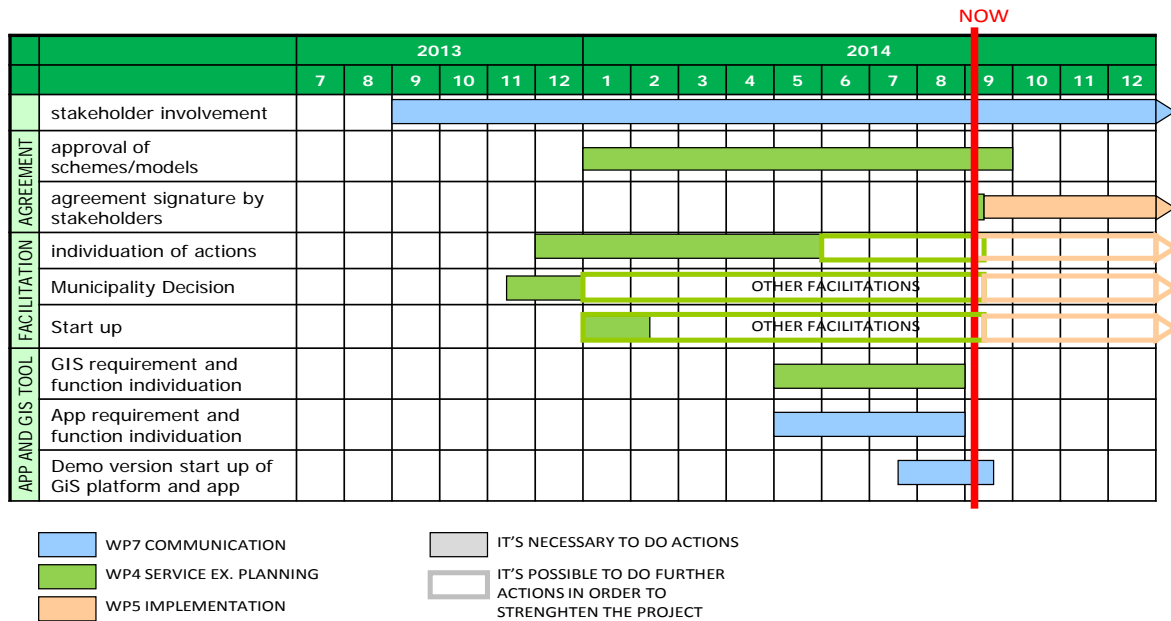 NOW
2013 2014
7 8 9 10 11 12 1 2 3 4 5 6 7 8 9 10 11 12
AGREEMENT
stakeholder involvement
approval of
schemes/models
agreement signature by
stakeholders
FACILITATION
individuation of actions
Municipality Decision OTHER FACILITATIONS
Start up OTHER FACILITATIONS
APP AND GIS TOOL
GIS requirement and
function individuation
App requirement and
function individuation
Demo version start up of
GiS platform and app
WP7 COMMUNICATION
WP4 SERVICE EX. PLANNING
WP5 IMPLEMENTATION
IT'S NECESSARY TO DO ACTIONS
IT'S POSSIBLE TO DO FURTHER
ACTIONS IN ORDER TO
STRENGHTEN THE PROJECT